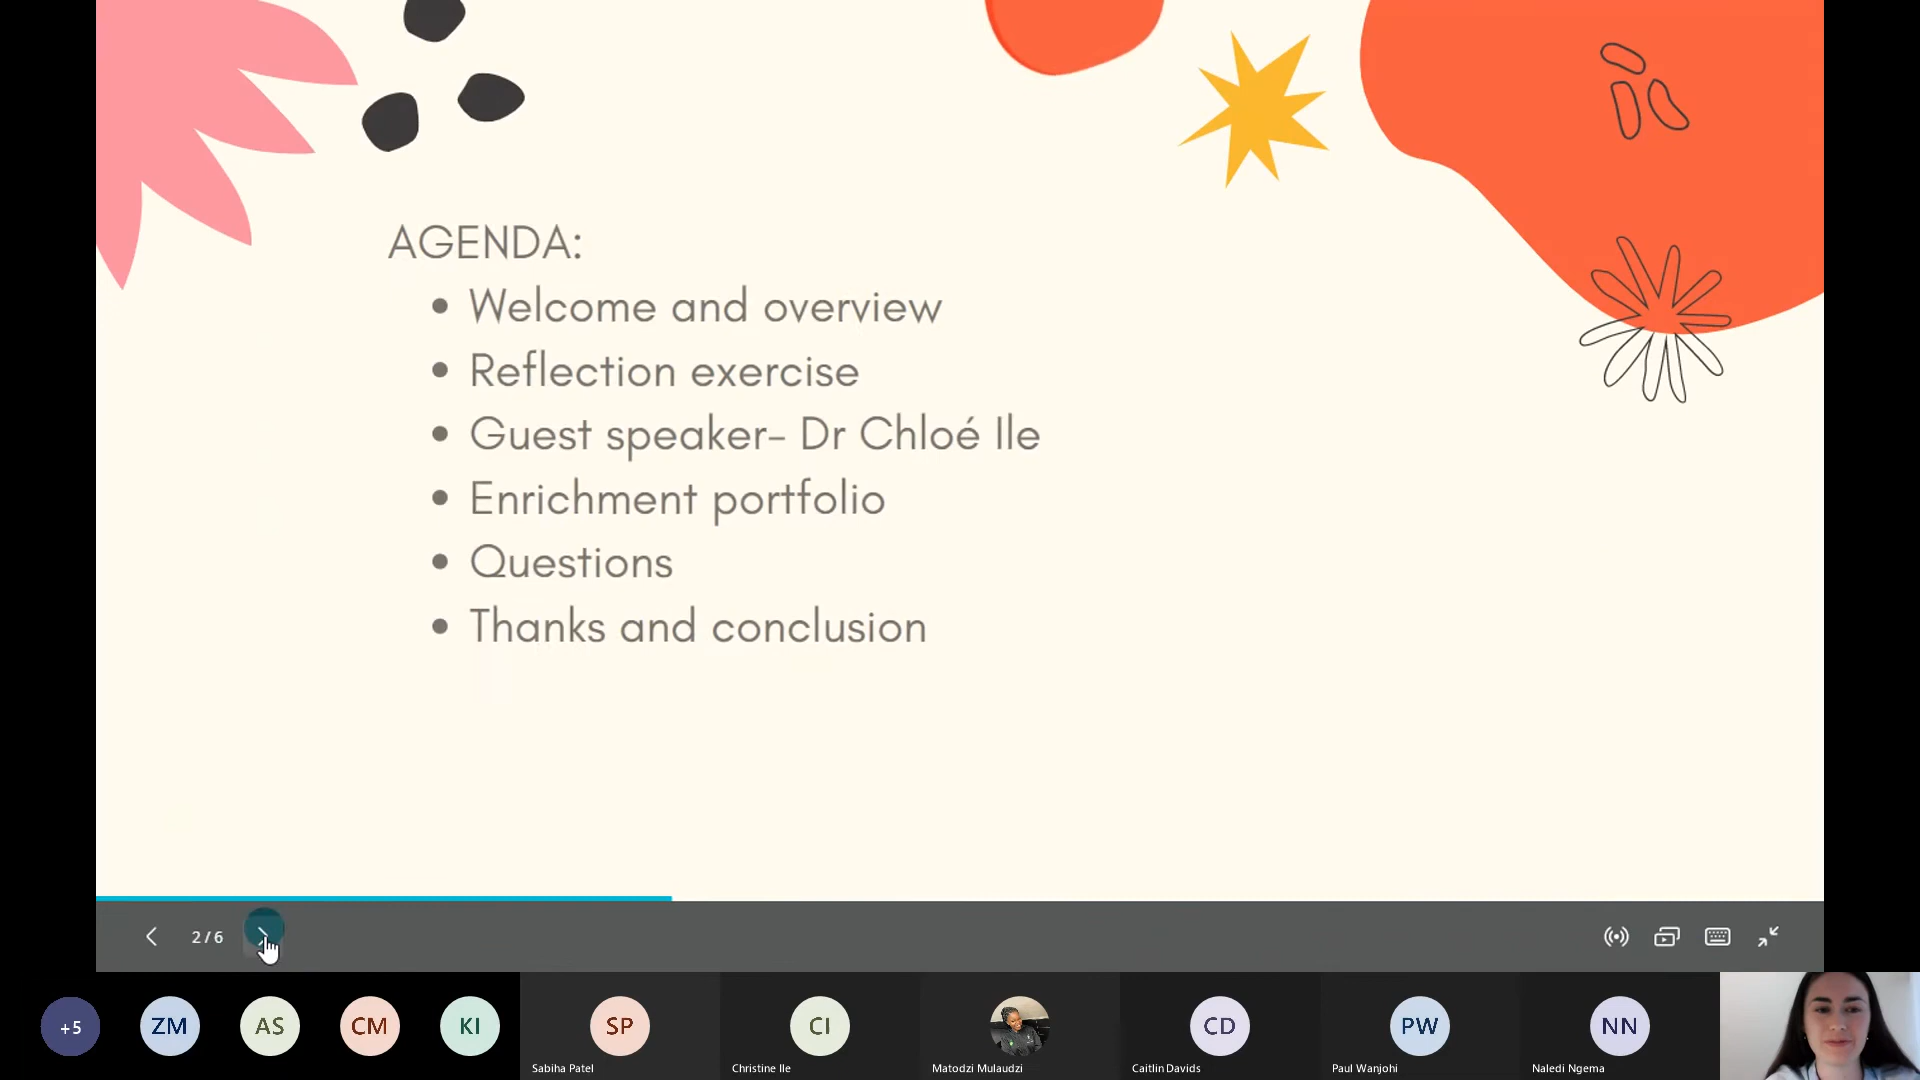 AGENDA:
Welcome and overview
Reflection exercise
Guest speaker- Dr Chloé Ile
Enrichment portfolio
Questions
Thanks and conclusion
2/6
+5
ZM
AS
CM
KI
SP
CI
CD
PW
NN
Sabiha Patel
Christine Ile
Matodzi Mulaudzi
Caitlin Davids
Paul Wanjohi
Naledi Ngema